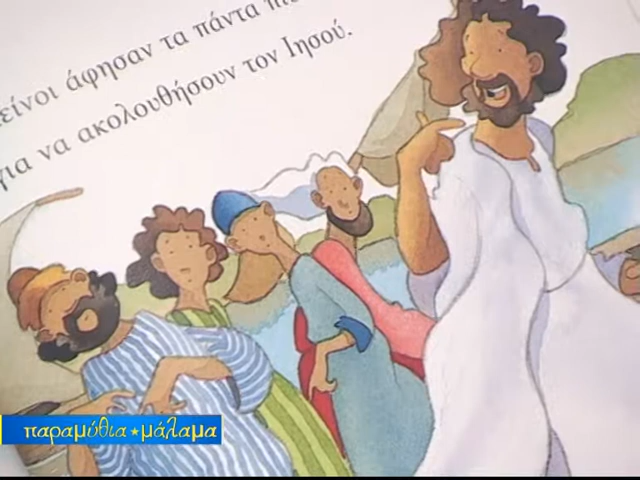 είνοι άφησαν τα πάντα
για να ακολουθήσουν τον Ιησού.
παραμύθια ★ μάλαμα